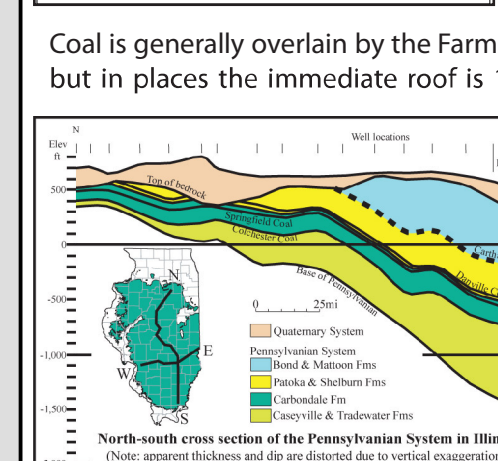 Coal is generally overlain by the Farm
but in places the immediate roof is
N
Well locations
Elev
ft
500
0
-500
-1,000
-1,500
Top of bedrock
Springfield Coal
Colchester Coal
Base of Pennsylvanian
Carth
Danville C
N
W
E
S
0 25mi
Quaternary System
Pennsylvanian System
Bond & Mattoon Fms
Patoka & Shelburn Fms
Carbondale Fm
Caseyville & Tradewater Fms
North-south cross section of the Pennsylvanian System in Illin
(Note: apparent thickness and dip are distorted due to vertical exaggeration